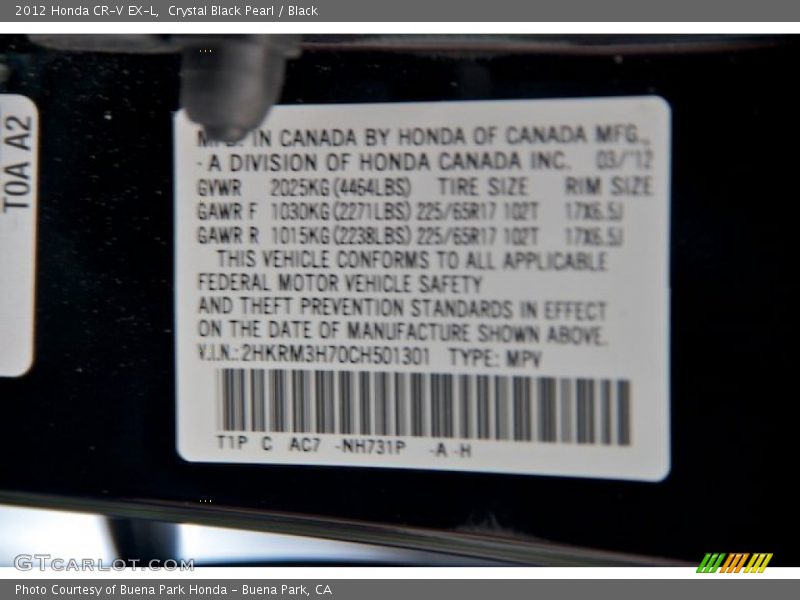 2012 Honda CR-V EX-L, Crystal Black Pearl / Black
T0A A2
IN CANADA BY HONDA OF CANADA MFG.,
- A DIVISION OF HONDA CANADA INC. 03/'12
GVWR 2025KG(4464LBS) TIRE SIZE RIM SIZE
GAWR F 1030KG(2271LBS) 225/65R17 102T 17X6.5J
GAWR R 1015KG(2238LBS) 225/65R17 102T 17X6.5J
THIS VEHICLE CONFORMS TO ALL APPLICABLE
FEDERAL MOTOR VEHICLE SAFETY
AND THEFT PREVENTION STANDARDS IN EFFECT
ON THE DATE OF MANUFACTURE SHOWN ABOVE.
V.I.N.: 2HKRM3H70CH501301 TYPE: MPV
T1P C AC7 -NH731P -A -H
GTCARLOT.COM
Photo Courtesy of Buena Park Honda - Buena Park, CA